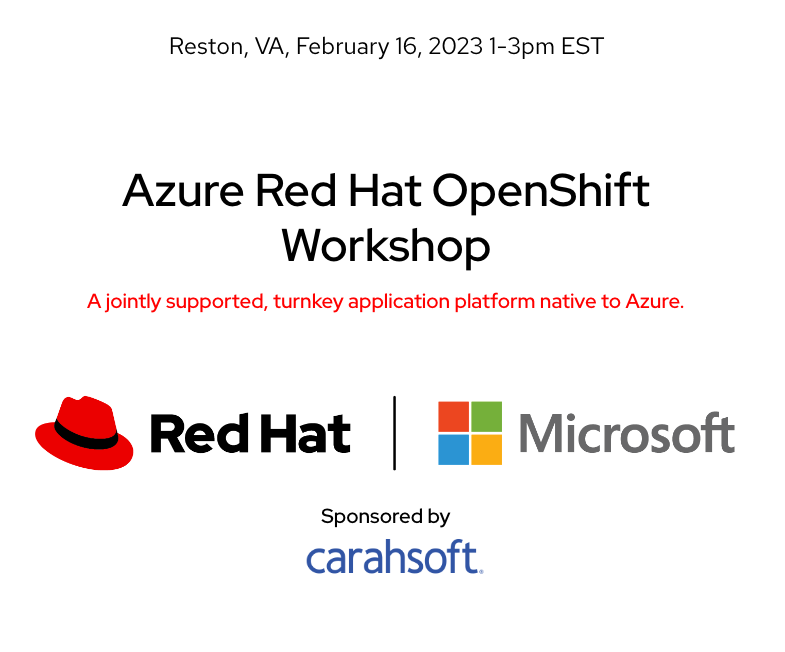 Reston, VA, February 16, 2023 1-3pm EST
Azure Red Hat OpenShift
Workshop
A jointly supported, turnkey application platform native to Azure.
Red Hat | Microsoft
Sponsored by
carahsoft.